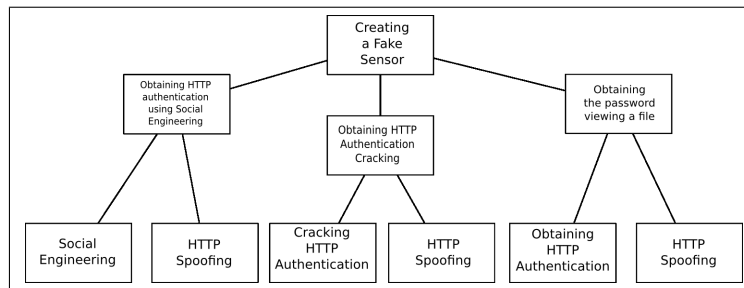 Creating
a Fake
Sensor
Obtaining HTTP
authentication
using Social
Engineering
Obtaining HTTP
Authentication
Cracking
Obtaining
the password
viewing a file
Social
Engineering
HTTP
Spoofing
Cracking
HTTP
Authentication
HTTP
Spoofing
Obtaining
HTTP
Authentication
HTTP
Spoofing